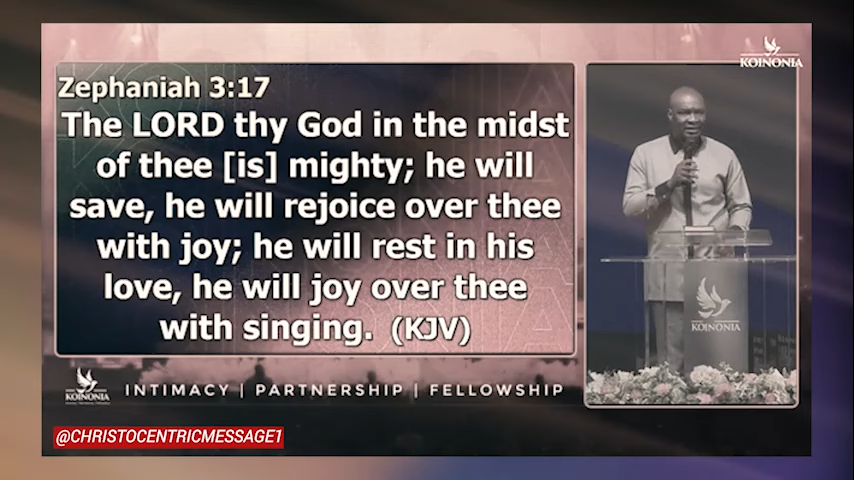 KOINONIA
Zephaniah 3:17
The LORD thy God in the midst
of thee [is] mighty; he will
save, he will rejoice over thee
with joy; he will rest in his
love, he will joy over thee
with singing. (KJV)
KOINONIA
KOINONIA
INTIMACY | PARTNERSHIP | FELLOWSHIP
@CHRISTOCENTRICMESSAGE1